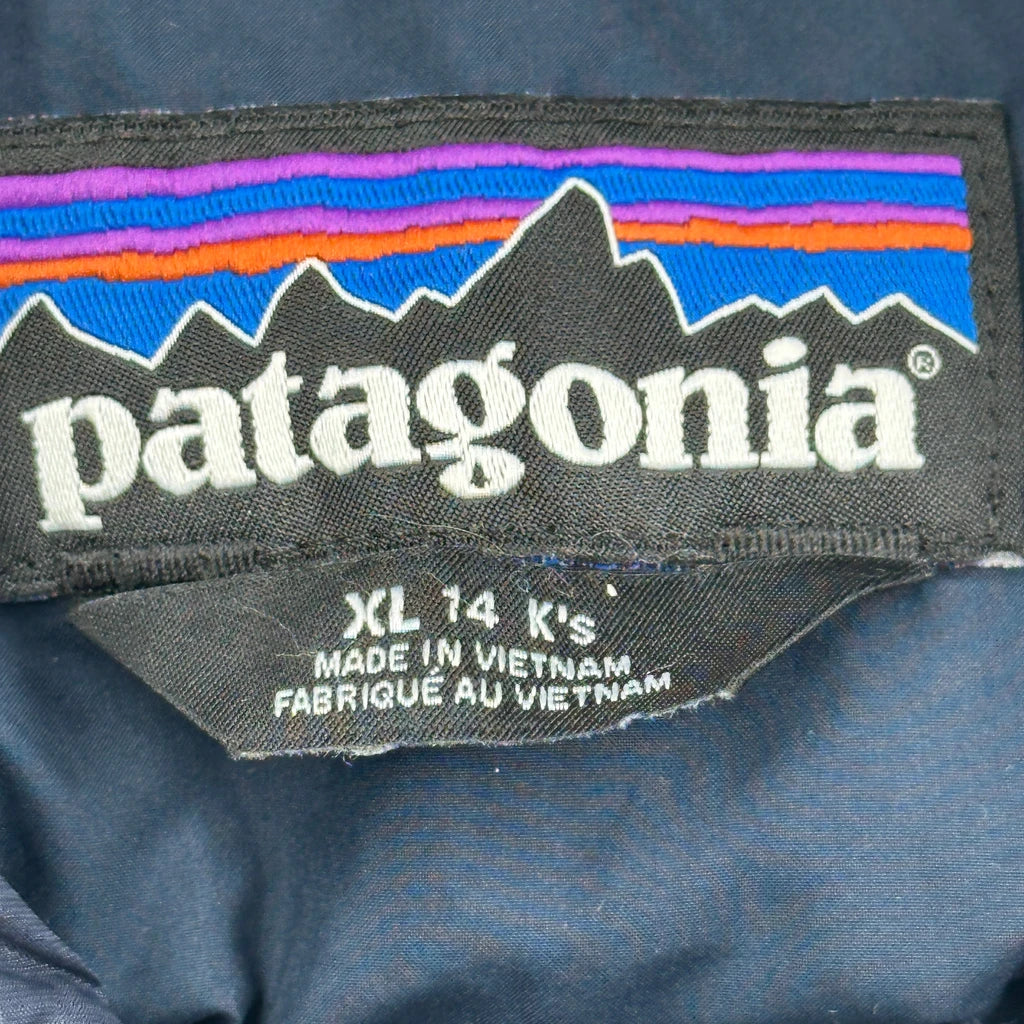 patagonia®
XL 14 K's
MADE IN VIETNAM
FABRIQUÉ AU VIETNAM